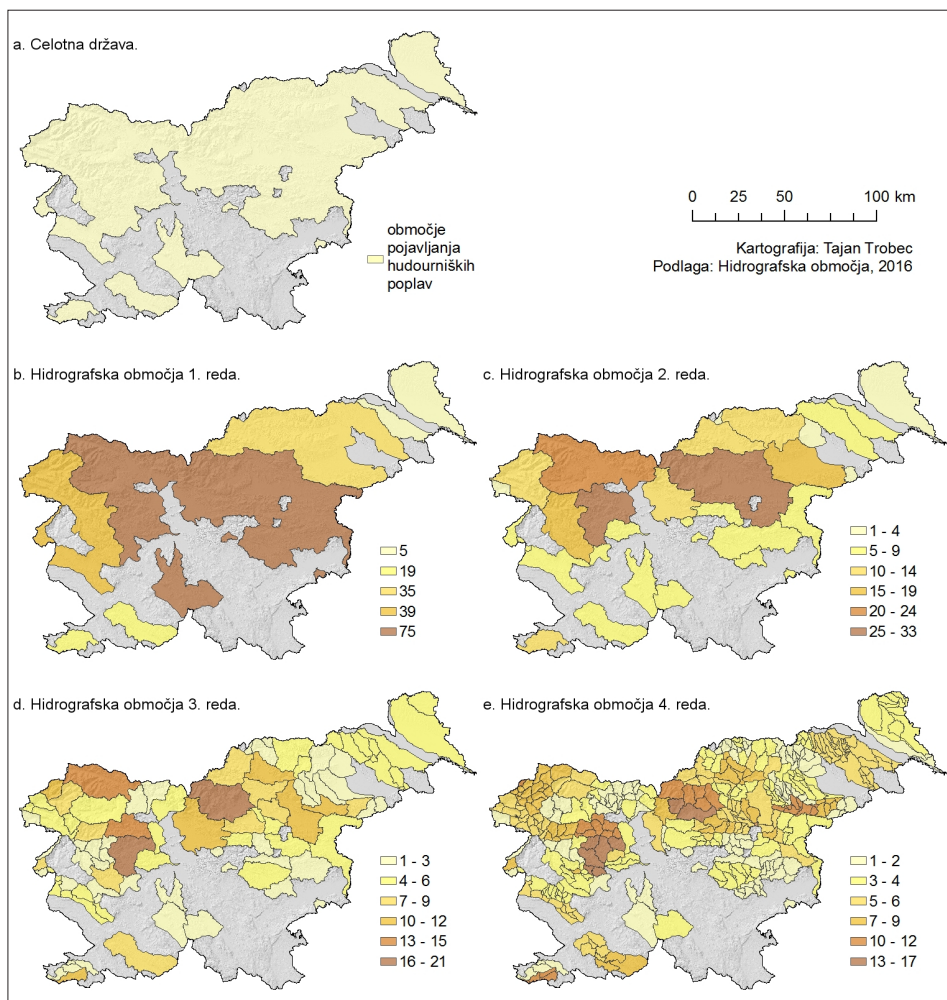 a. Celotna država.
območje
pojavljanja
hudourniških
poplav
0 25 50 100 km
Kartografija: Tajan Trobec
Podlaga: Hidrografska območja, 2016
b. Hidrografska območja 1. reda.
5
19
35
39
75
c. Hidrografska območja 2. reda.
1 - 4
5 - 9
10 - 14
15 - 19
20 - 24
25 - 33
d. Hidrografska območja 3. reda.
1 - 3
4 - 6
7 - 9
10 - 12
13 - 15
16 - 21
e. Hidrografska območja 4. reda.
1 - 2
3 - 4
5 - 6
7 - 9
10 - 12
13 - 17